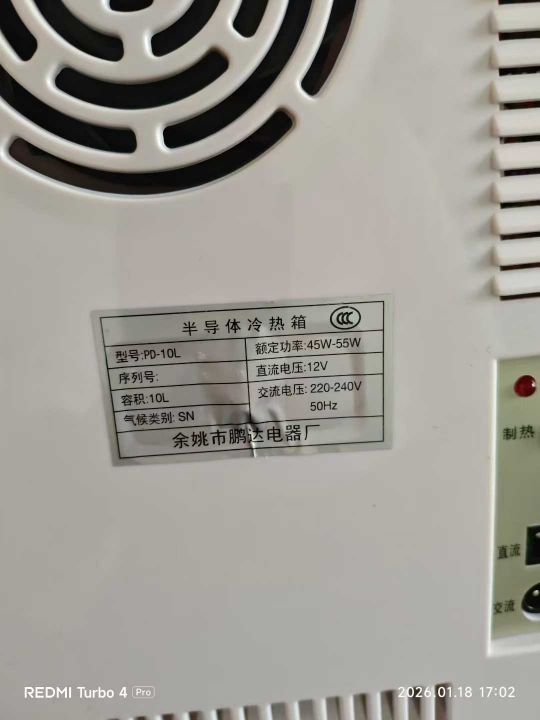 半导体冷热箱 CCC
型号:PD-10L
额定功率:45W-55W
序列号:
直流电压:12V
容积:10L
交流电压:220-240V
50Hz
气候类别:SN
余姚市鹏达电器厂
制热
直流
交流
REDMI Turbo 4 Pro
2026.01.18 17:02